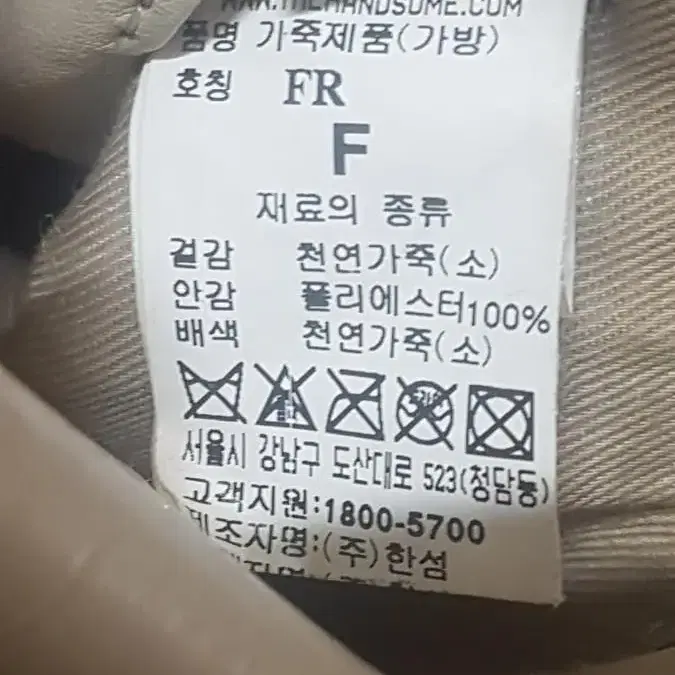 WWW.THEHANDSOME.COM
품명 가죽제품(가방)
호칭 FR
F
재료의 종류
겉감 천연가죽(소)
안감 폴리에스터100%
배색 천연가죽(소)
서울시 강남구 도산대로 523(청담동)
고객지원:1800-5700
제조자명:(주)한섬